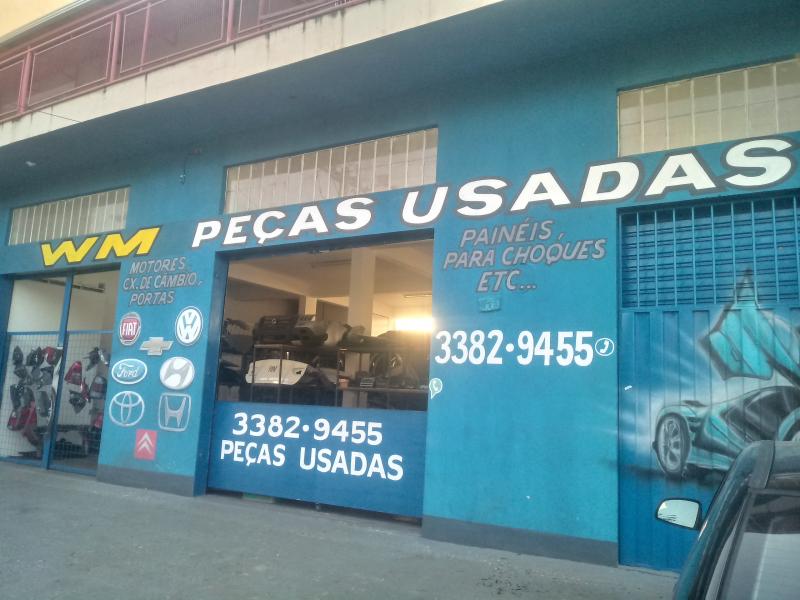 WM PEÇAS USADAS
MOTORES
CX. DE CÂMBIO,
PORTAS
FIAT
CHEVROLET
Ford
PAINÉIS,
PARA CHOQUES
ETC...
3382·9455
3382·9455
PEÇAS USADAS